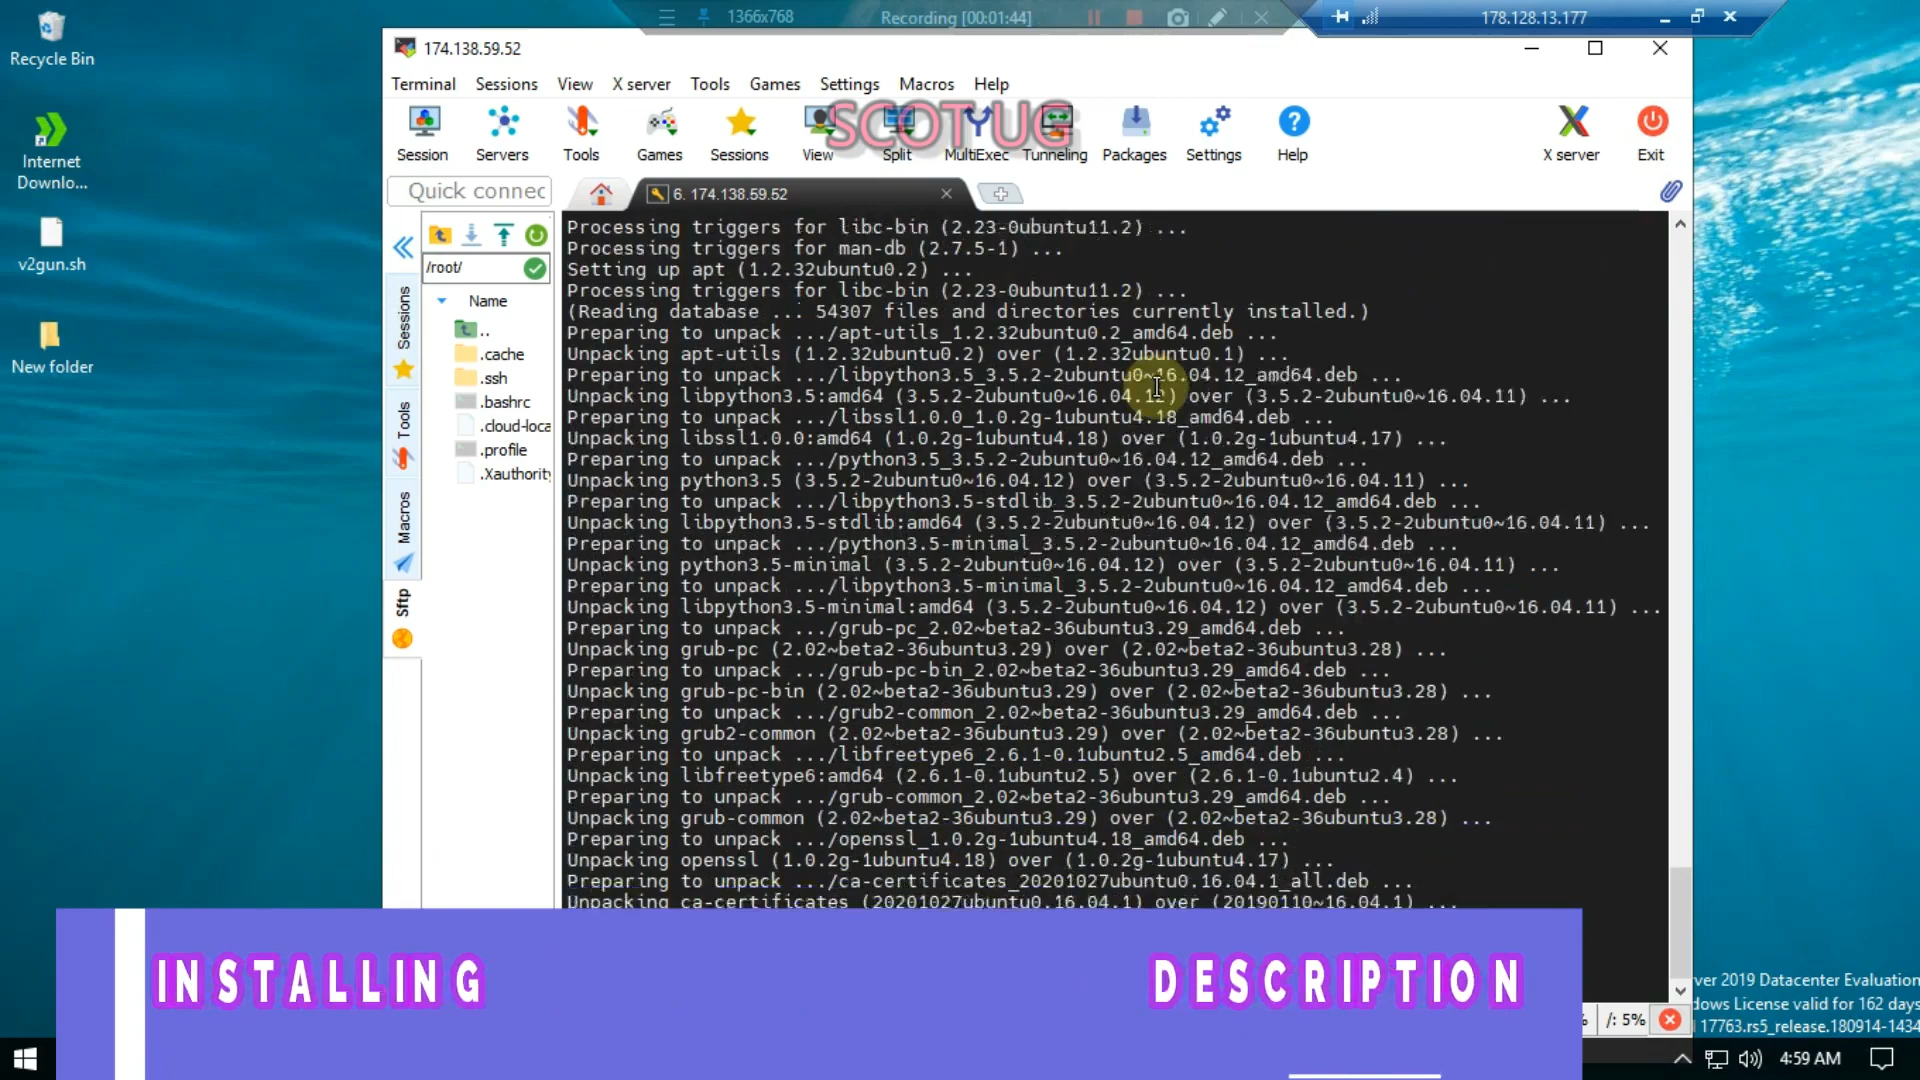 1366x768
Recording [00:01:44]
178.128.13.177
Recycle Bin
Internet
Downlo...
v2gun.sh
New folder
174.138.59.52
Terminal Sessions View X server Tools Games Settings Macros Help
SCOT UG
Session Servers Tools Games Sessions View Split MultiExec Tunneling Packages Settings Help X server Exit
Quick connec
6. 174.138.59.52
/root/
Name
..
.cache
.ssh
.bashrc
.cloud-loca
.profile
.Xauthority
Sessions
Tools
Macros
Sftp
Processing triggers for libc-bin (2.23-0ubuntu11.2) ...
Processing triggers for man-db (2.7.5-1) ...
Setting up apt (1.2.32ubuntu0.2) ...
Processing triggers for libc-bin (2.23-0ubuntu11.2) ...
(Reading database ... 54307 files and directories currently installed.)
Preparing to unpack .../apt-utils_1.2.32ubuntu0.2_amd64.deb ...
Unpacking apt-utils (1.2.32ubuntu0.2) over (1.2.32ubuntu0.1) ...
Preparing to unpack .../libpython3.5_3.5.2-2ubuntu0~16.04.12_amd64.deb ...
Unpacking libpython3.5:amd64 (3.5.2-2ubuntu0~16.04.12) over (3.5.2-2ubuntu0~16.04.11) ...
Preparing to unpack .../libssl1.0.0_1.0.2g-1ubuntu4.18_amd64.deb ...
Unpacking libssl1.0.0:amd64 (1.0.2g-1ubuntu4.18) over (1.0.2g-1ubuntu4.17) ...
Preparing to unpack .../python3.5_3.5.2-2ubuntu0~16.04.12_amd64.deb ...
Unpacking python3.5 (3.5.2-2ubuntu0~16.04.12) over (3.5.2-2ubuntu0~16.04.11) ...
Preparing to unpack .../libpython3.5-stdlib_3.5.2-2ubuntu0~16.04.12_amd64.deb ...
Unpacking libpython3.5-stdlib:amd64 (3.5.2-2ubuntu0~16.04.12) over (3.5.2-2ubuntu0~16.04.11) ...
Preparing to unpack .../python3.5-minimal_3.5.2-2ubuntu0~16.04.12_amd64.deb ...
Unpacking python3.5-minimal (3.5.2-2ubuntu0~16.04.12) over (3.5.2-2ubuntu0~16.04.11) ...
Preparing to unpack .../libpython3.5-minimal_3.5.2-2ubuntu0~16.04.12_amd64.deb ...
Unpacking libpython3.5-minimal:amd64 (3.5.2-2ubuntu0~16.04.12) over (3.5.2-2ubuntu0~16.04.11) ...
Preparing to unpack .../grub-pc_2.02~beta2-36ubuntu3.29_amd64.deb ...
Unpacking grub-pc (2.02~beta2-36ubuntu3.29) over (2.02~beta2-36ubuntu3.28) ...
Preparing to unpack .../grub-pc-bin_2.02~beta2-36ubuntu3.29_amd64.deb ...
Unpacking grub-pc-bin (2.02~beta2-36ubuntu3.29) over (2.02~beta2-36ubuntu3.28) ...
Preparing to unpack .../grub2-common_2.02~beta2-36ubuntu3.29_amd64.deb ...
Unpacking grub2-common (2.02~beta2-36ubuntu3.29) over (2.02~beta2-36ubuntu3.28) ...
Preparing to unpack .../libfreetype6_2.6.1-0.1ubuntu2.5_amd64.deb ...
Unpacking libfreetype6:amd64 (2.6.1-0.1ubuntu2.5) over (2.6.1-0.1ubuntu2.4) ...
Preparing to unpack .../grub-common_2.02~beta2-36ubuntu3.29_amd64.deb ...
Unpacking grub-common (2.02~beta2-36ubuntu3.29) over (2.02~beta2-36ubuntu3.28) ...
Preparing to unpack .../openssl_1.0.2g-1ubuntu4.18_amd64.deb ...
Unpacking openssl (1.0.2g-1ubuntu4.18) over (1.0.2g-1ubuntu4.17) ...
Preparing to unpack .../ca-certificates_20201027ubuntu0.16.04.1_all.deb ...
Unpacking ca-certificates (20201027ubuntu0.16.04.1) over (20190110~16.04.1) ...
INSTALLING
DESCRIPTION
ver 2019 Datacenter Evaluation
dows License valid for 162 days
17763.rs5_release.180914-1434
% /: 5%
4:59 AM